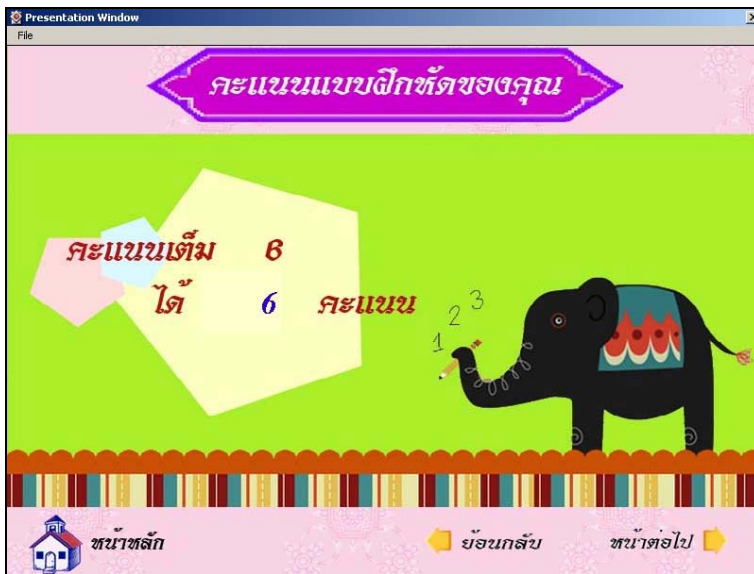 Presentation Window
File
คะแนนแบบฝึกหัดของคุณ
คะแนนเต็ม
ได้ 6 คะแนน
1 2 3
หน้าหลัก ย้อนกลับ หน้าต่อไป